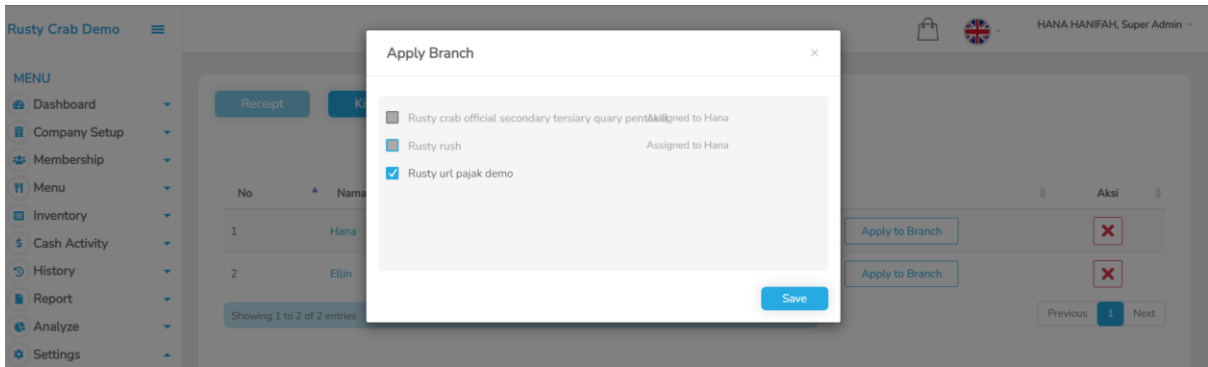 Rusty Crab Demo
HANA HANIFAH, Super Admin
Apply Branch
MENU
Dashboard
Company Setup
Membership
Menu
Inventory
Cash Activity
History
Report
Analyze
Settings
Receipt
Rusty crab official secondary tersiary quary Assigned to Hana
Rusty rush Assigned to Hana
Rusty url pajak demo
No Nama Aksi
1 Hana Apply to Branch
2 Ellin Apply to Branch
Save
Showing 1 to 2 of 2 entries
Previous 1 Next